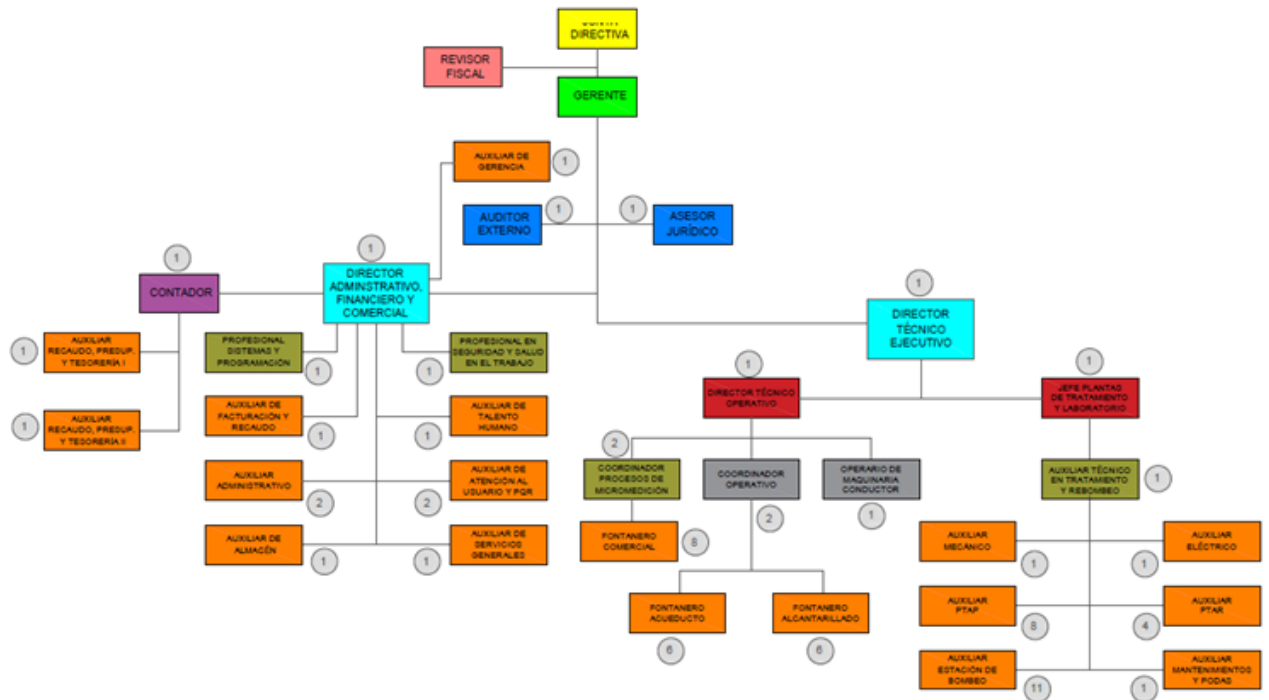 DIRECTIVA
REVISOR
FISCAL
GERENTE
AUXILIAR DE
GERENCIA
1
AUDITOR
EXTERNO
1
1
ASESOR
JURÍDICO
1
CONTADOR
1
DIRECTOR
ADMINSTRATIVO,
FINANCIERO Y
COMERCIAL
1
DIRECTOR
TÉCNICO
EJECUTIVO
1
AUXILIAR
RECAUDO, PRESUP.
Y TESORERÍA I
1
AUXILIAR
RECAUDO, PRESUP.
Y TESORERÍA II
PROFESIONAL
SISTEMAS Y
PROGRAMACIÓN
1
PROFESIONAL EN
SEGURIDAD Y SALUD
EN EL TRABAJO
1
AUXILIAR DE
FACTURACIÓN Y
RECAUDO
1
AUXILIAR DE
TALENTO
HUMANO
1
AUXILIAR
ADMINISTRATIVO
2
AUXILIAR DE
ATENCIÓN AL
USUARIO Y PQR
2
AUXILIAR DE
ALMACÉN
1
AUXILIAR DE
SERVICIOS
GENERALES
1
1
DIRECTOR TÉCNICO
OPERATIVO
1
JEFE PLANTAS
DE TRATAMIENTO
Y LABORATORIO
2
COORDINADOR
PROCESOS DE
MICROMEDICIÓN
COORDINADOR
OPERATIVO
2
OPERARIO DE
MAQUINARIA
CONDUCTOR
1
AUXILIAR TÉCNICO
EN TRATAMIENTO
Y REBOMBEO
1
FONTANERO
COMERCIAL
8
FONTANERO
ACUEDUCTO
6
FONTANERO
ALCANTARILLADO
6
AUXILIAR
MECÁNICO
1
AUXILIAR
ELÉCTRICO
1
AUXILIAR
PTAP
8
AUXILIAR
PTAR
4
AUXILIAR
ESTACIÓN DE
BOMBEO
11
AUXILIAR
MANTENIMIENTOS
Y PODAS
1